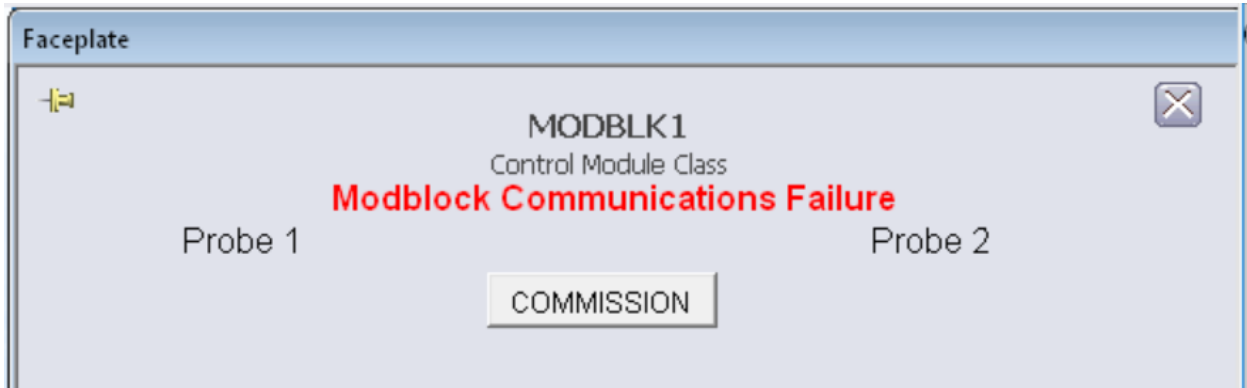 Faceplate
MODBLK1
Control Module Class
Modblock Communications Failure
Probe 1 Probe 2
COMMISSION